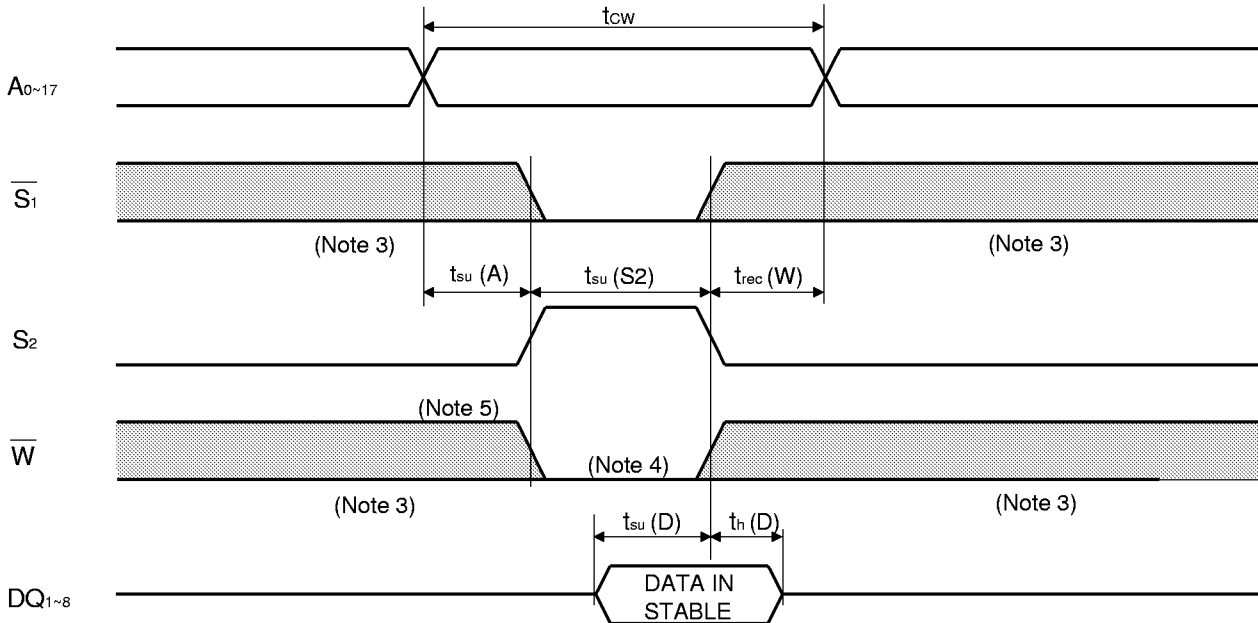 tCW
A0~17
S1
(Note 3) (Note 3)
tsu (A) tsu (S2) trec (W)
S2
(Note 5)
W
(Note 4)
(Note 3) (Note 3)
tsu (D) th (D)
DQ1~8
DATA IN
STABLE